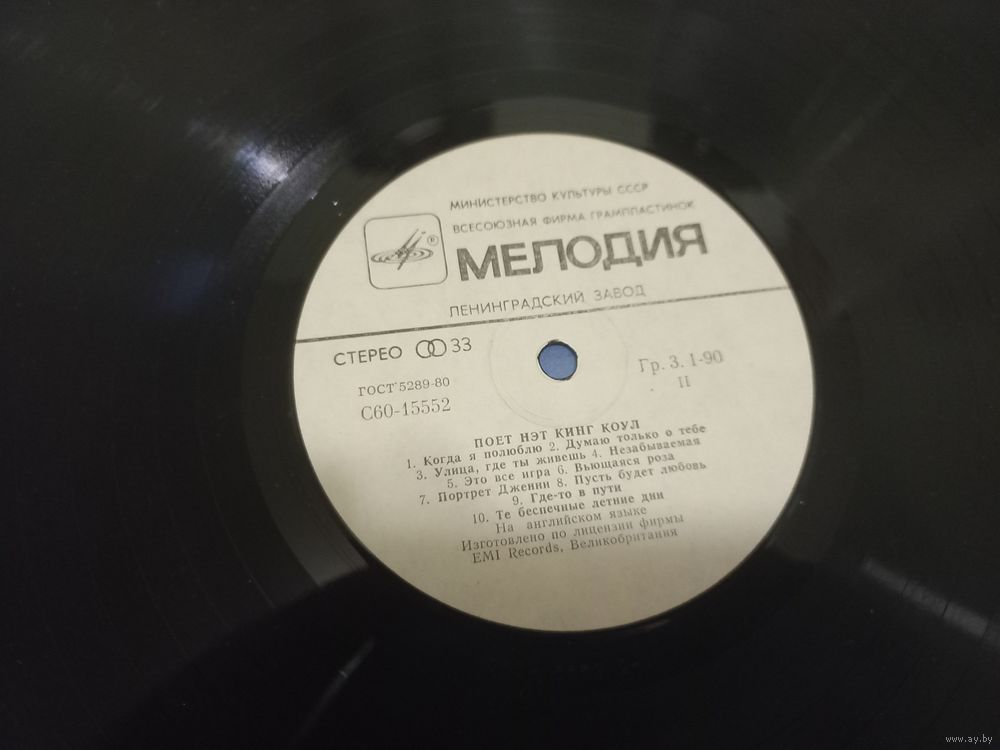 МИНИСТЕРСТВО КУЛЬТУРЫ СССР
ВСЕСОЮЗНАЯ ФИРМА ГРАМПЛАСТИНОК
®
МЕЛОДИЯ
ЛЕНИНГРАДСКИЙ ЗАВОД
СТЕРЕО 33
ГОСТ 5289-80
С60-15552
Гр. 3. 1-90
II
ПОЕТ НЭТ КИНГ КОУЛ
1. Когда я полюблю 2. Думаю только о тебе
3. Улица, где ты живешь 4. Незабываемая
5. Это все игра 6. Вьющаяся роза
7. Портрет Дженни 8. Пусть будет любовь
9. Где-то в пути
10. Те беспечные летние дни
На английском языке
Изготовлено по лицензии фирмы
EMI Records, Великобритания
www.ay.by